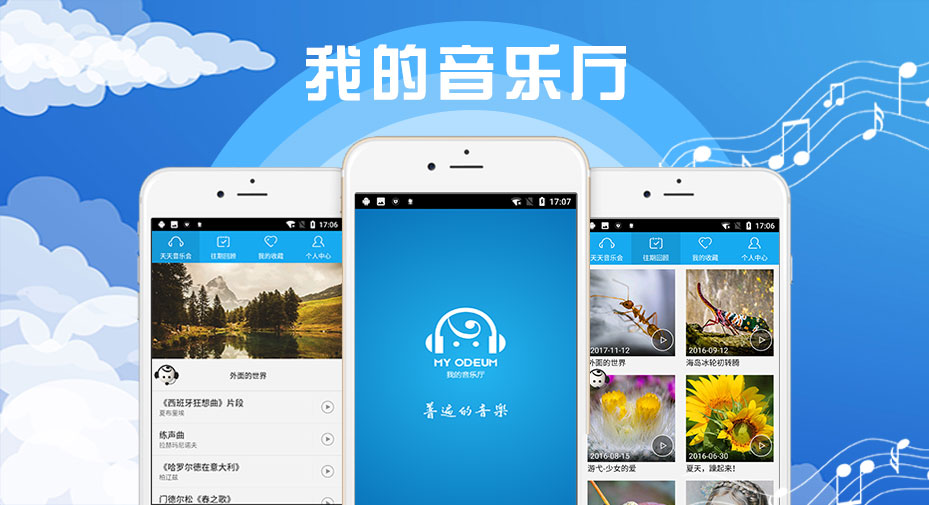 我的音乐厅
17:06
天天音乐会 往期回顾 我的收藏 个人中心
外面的世界
《西班牙狂想曲》片段
夏布里埃
练声曲
拉赫玛尼诺夫
《哈罗尔德在意大利》
柏辽兹
门德尔松 《春之歌》
17:07
MY ODEUM
我的音乐厅
普遍的音樂
17:06
天天音乐会 往期回顾 我的收藏 个人中心
2017-11-12
外面的世界
2016-09-12
海岛冰轮初转腾
2016-08-15
游弋·少女的爱
2016-06-30
夏天，躁起来！